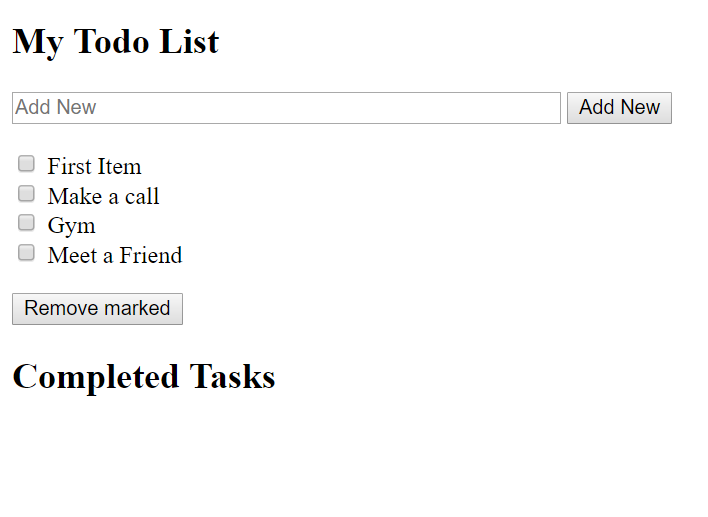 My Todo List
Add New Add New
First Item
Make a call
Gym
Meet a Friend
Remove marked
Completed Tasks